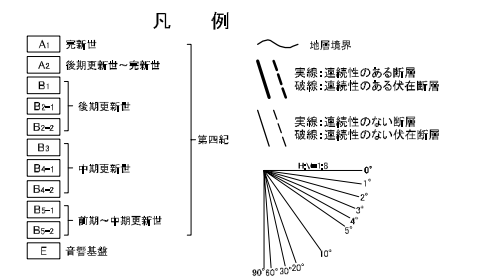 凡 例
A1 完新世
A2 後期更新世~完新世
B1
B2-1 後期更新世
B2-2
B3
B4-1 中期更新世
B4-2
B5-1 前期~中期更新世
B5-2
E 音響基盤
第四紀
地層境界
実線:連続性のある断層
破線:連続性のある伏在断層
実線:連続性のない断層
破線:連続性のない伏在断層
H:V=1:8
0°
1°
2°
3°
4°
5°
10°
20°
30°
60°
90°